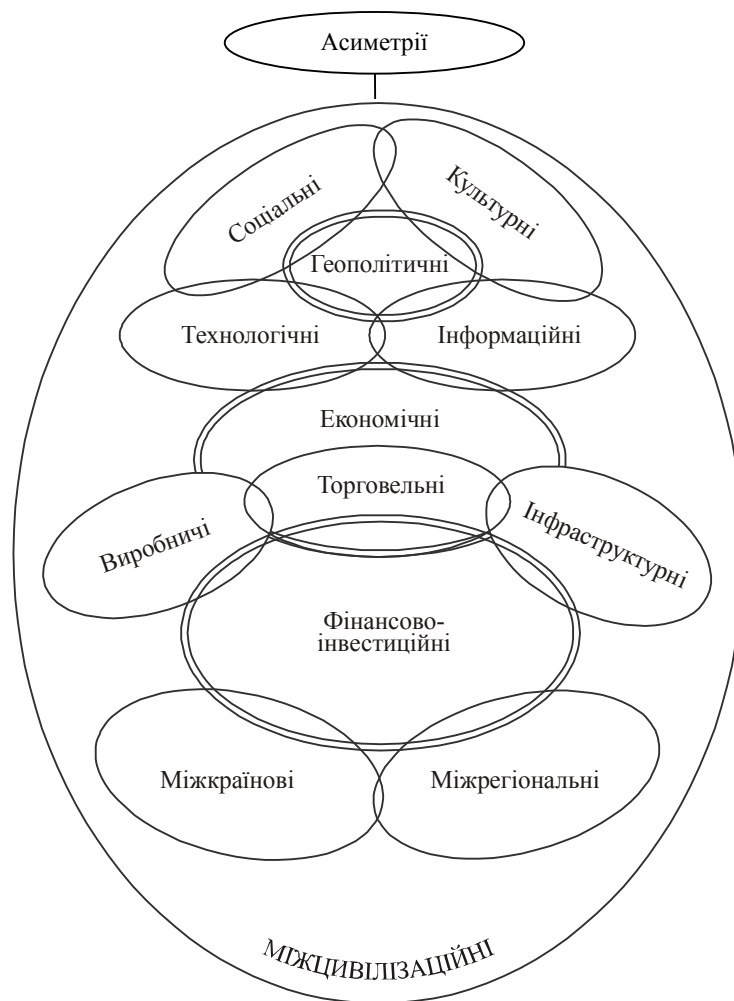 Асиметрії
Соціальні
Культурні
Геополітичні
Технологічні
Інформаційні
Економічні
Торговельні
Виробничі
Інфраструктурні
Фінансово-
інвестиційні
Міжкраїнові
Міжрегіональні
МІЖЦИВІЛІЗАЦІЙНІ